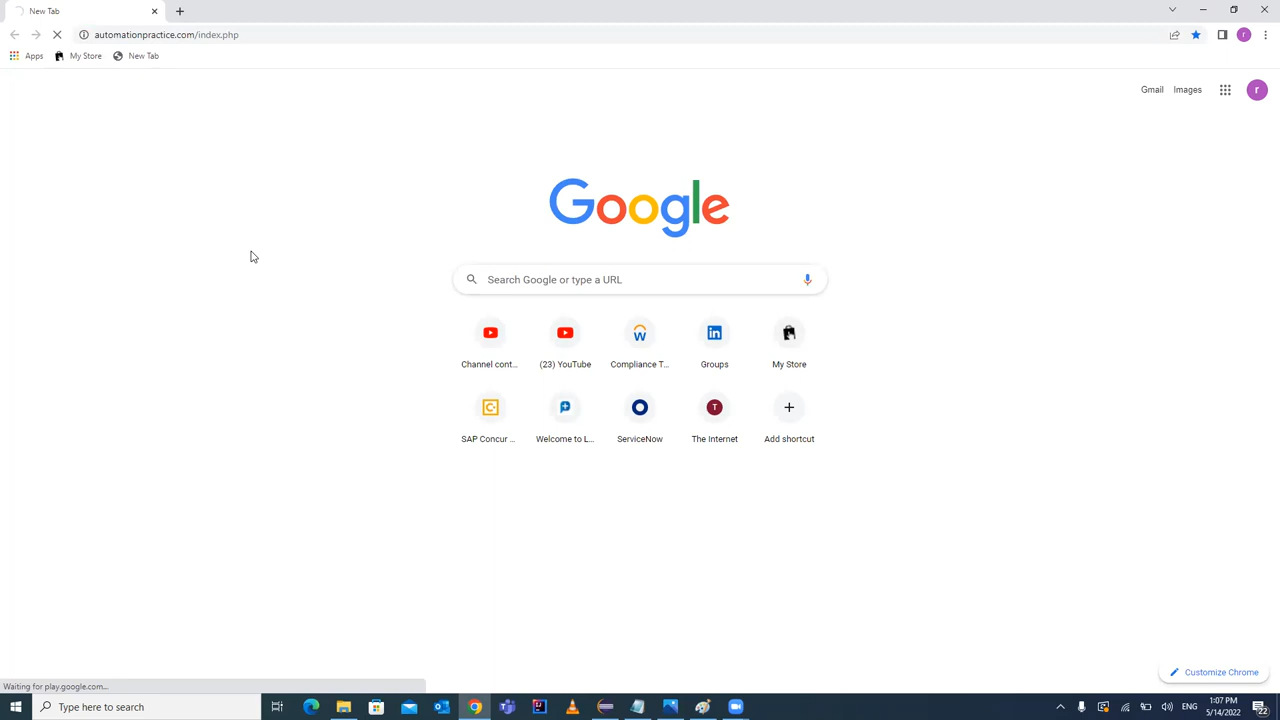 New Tab
automationpractice.com/index.php
r
Apps
My Store
New Tab
Gmail
Images
r
Google
Search Google or type a URL
Channel cont...
(23) YouTube
Compliance T...
Groups
My Store
SAP Concur ...
Welcome to L...
ServiceNow
T
The Internet
Add shortcut
Customize Chrome
Waiting for play.google.com...
Type here to search
1:07 PM
5/14/2022
22